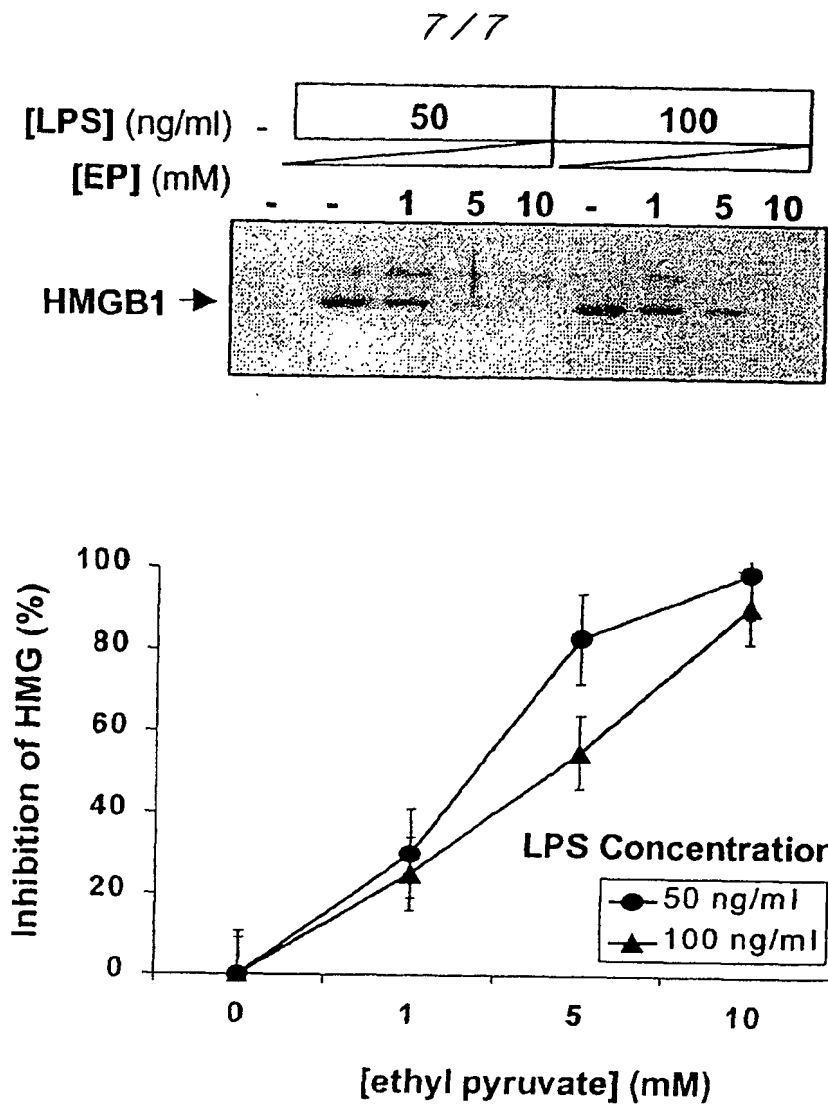 7/7
[LPS] (ng/ml) - 50 100
[EP] (mM)
- - 1 5 10 - 1 5 10
HMGB1
100
80
60
40
20
0
Inhibition of HMG (%)
LPS Concentration
50 ng/ml
100 ng/ml
0 1 5 10
[ethyl pyruvate] (mM)